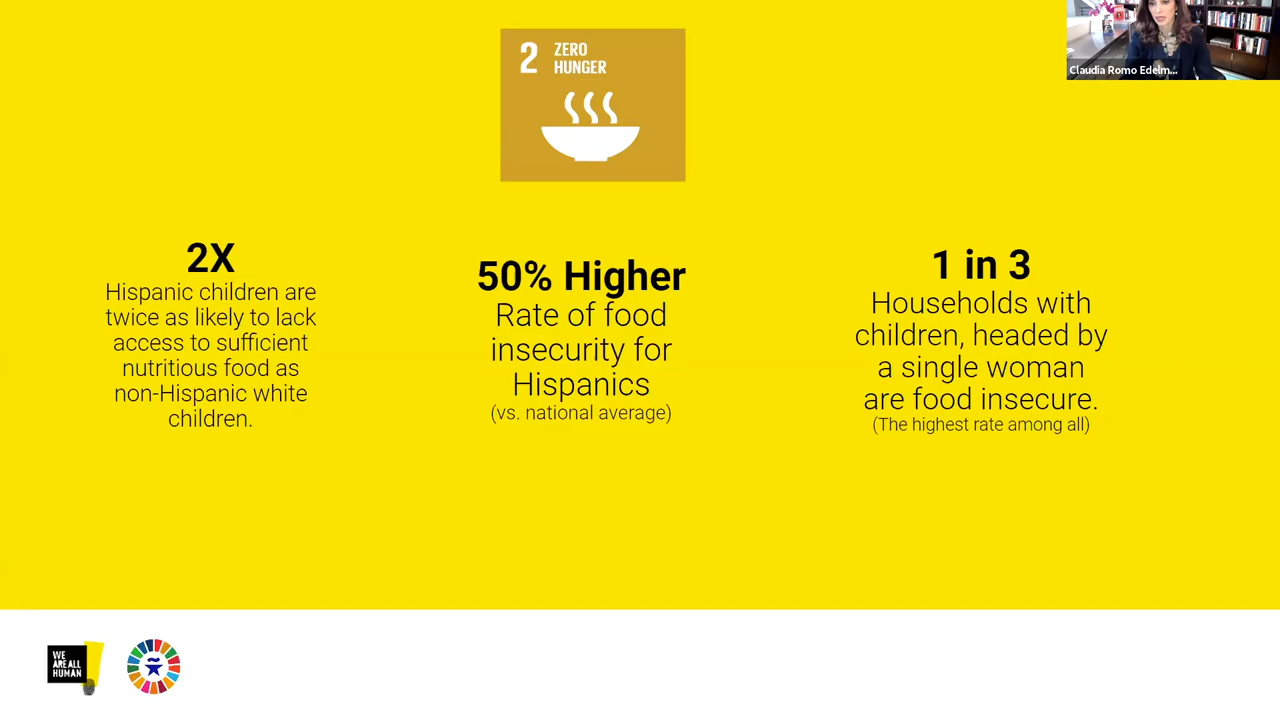 2 ZERO
HUNGER
Claudia Romo Edelm...
2X
Hispanic children are
twice as likely to lack
access to sufficient
nutritious food as
non-Hispanic white
children.
50% Higher
Rate of food
insecurity for
Hispanics
(vs. national average)
1 in 3
Households with
children, headed by
a single woman
are food insecure.
(The highest rate among all)
WE
ARE ALL
HUMAN